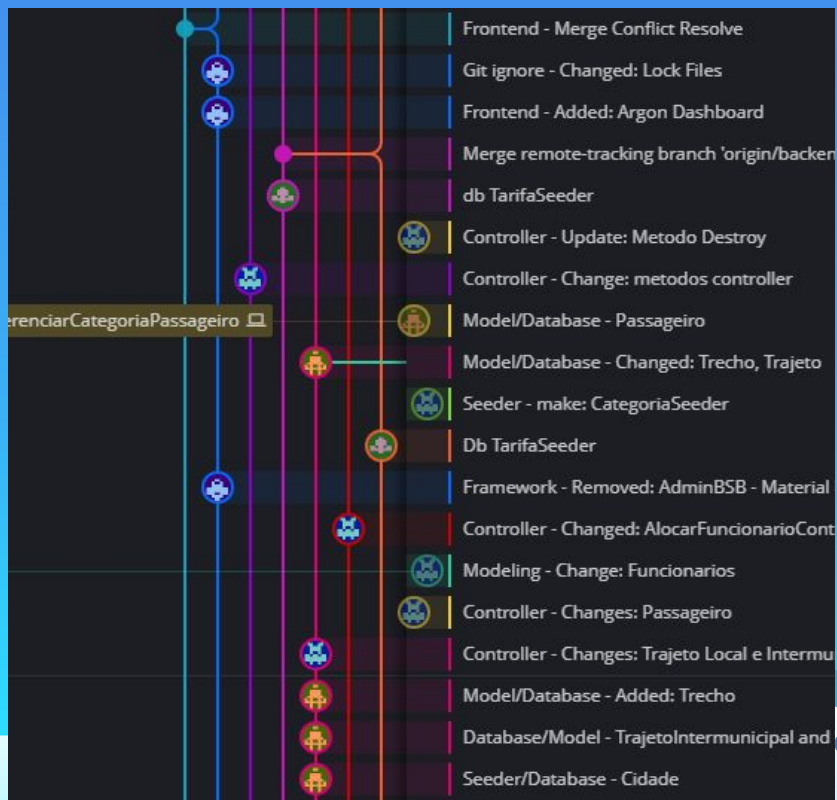 Frontend - Merge Conflict Resolve
Git ignore - Changed: Lock Files
Frontend - Added: Argon Dashboard
Merge remote-tracking branch 'origin/backen
db TarifaSeeder
Controller - Update: Metodo Destroy
Controller - Change: metodos controller
erenciarCategoriaPassageiro
Model/Database - Passageiro
Model/Database - Changed: Trecho, Trajeto
Seeder - make: CategoriaSeeder
Db TarifaSeeder
Framework - Removed: AdminBSB - Material
Controller - Changed: AlocarFuncionarioCont
Modeling - Change: Funcionarios
Controller - Changes: Passageiro
Controller - Changes: Trajeto Local e Intermu
Model/Database - Added: Trecho
Database/Model - TrajetoIntermunicipal and
Seeder/Database - Cidade